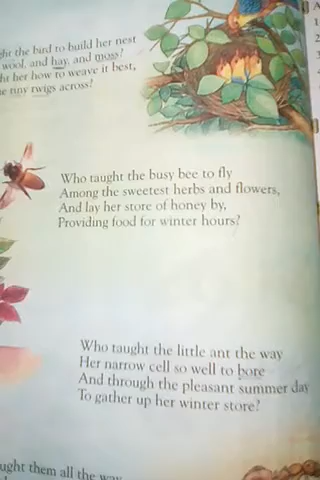 ght the bird to build her nest
wool, and hay, and moss?
ht her how to weave it best,
e tiny twigs across?
Who taught the busy bee to fly
Among the sweetest herbs and flowers,
And lay her store of honey by,
Providing food for winter hours?
Who taught the little ant the way
Her narrow cell so well to bore
And through the pleasant summer day
To gather up her winter store?
ught them all the way